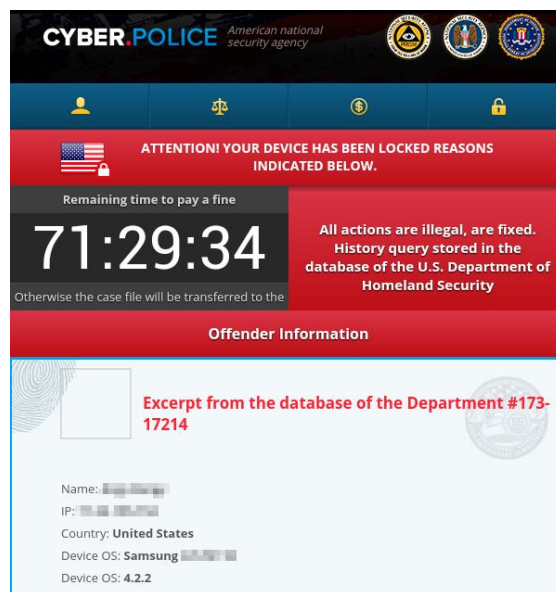 CYBER.POLICE American national
security agency
ATTENTION! YOUR DEVICE HAS BEEN LOCKED REASONS
INDICATED BELOW.
Remaining time to pay a fine
71:29:34
Otherwise the case file will be transferred to the
All actions are illegal, are fixed.
History query stored in the
database of the U.S. Department of
Homeland Security
Offender Information
Excerpt from the database of the Department #173-
17214
Name:
IP:
Country: United States
Device OS: Samsung
Device OS: 4.2.2